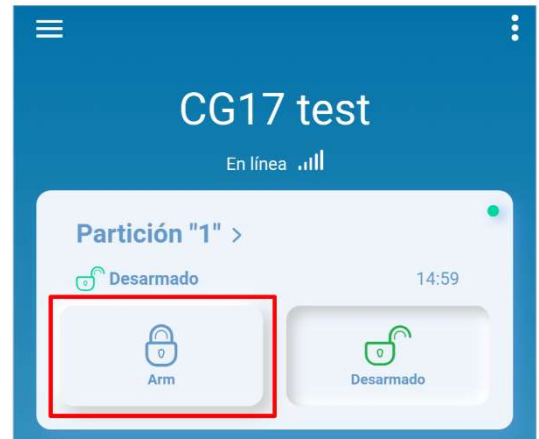 CG17 test
En línea
Partición "1" >
Desarmado 14:59
Arm Desarmado